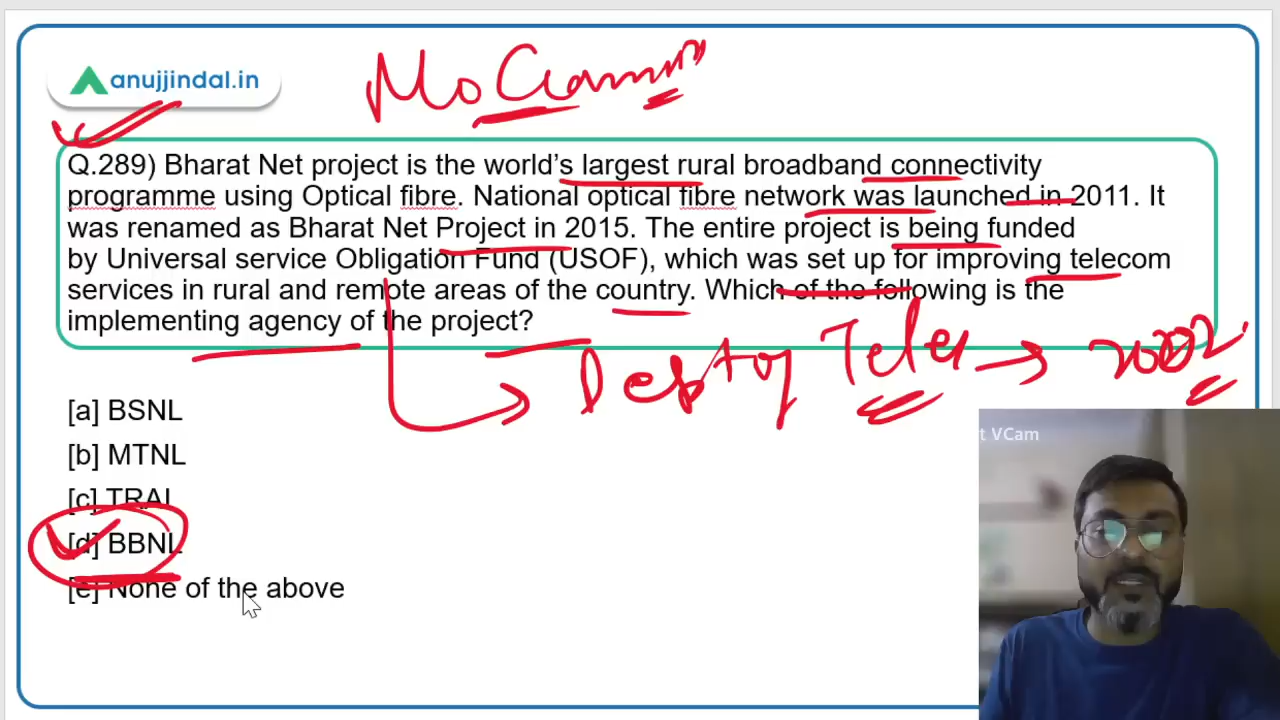 anujjindal.in
Mo Comm
Q.289) Bharat Net project is the world's largest rural broadband connectivity
programme using Optical fibre. National optical fibre network was launched in 2011. It
was renamed as Bharat Net Project in 2015. The entire project is being funded
by Universal service Obligation Fund (USOF), which was set up for improving telecom
services in rural and remote areas of the country. Which of the following is the
implementing agency of the project?
Dept of Tele → 2002
[a] BSNL
t VCam
[b] MTNL
[c] TRAI
[d] BBNL
[e] None of the above